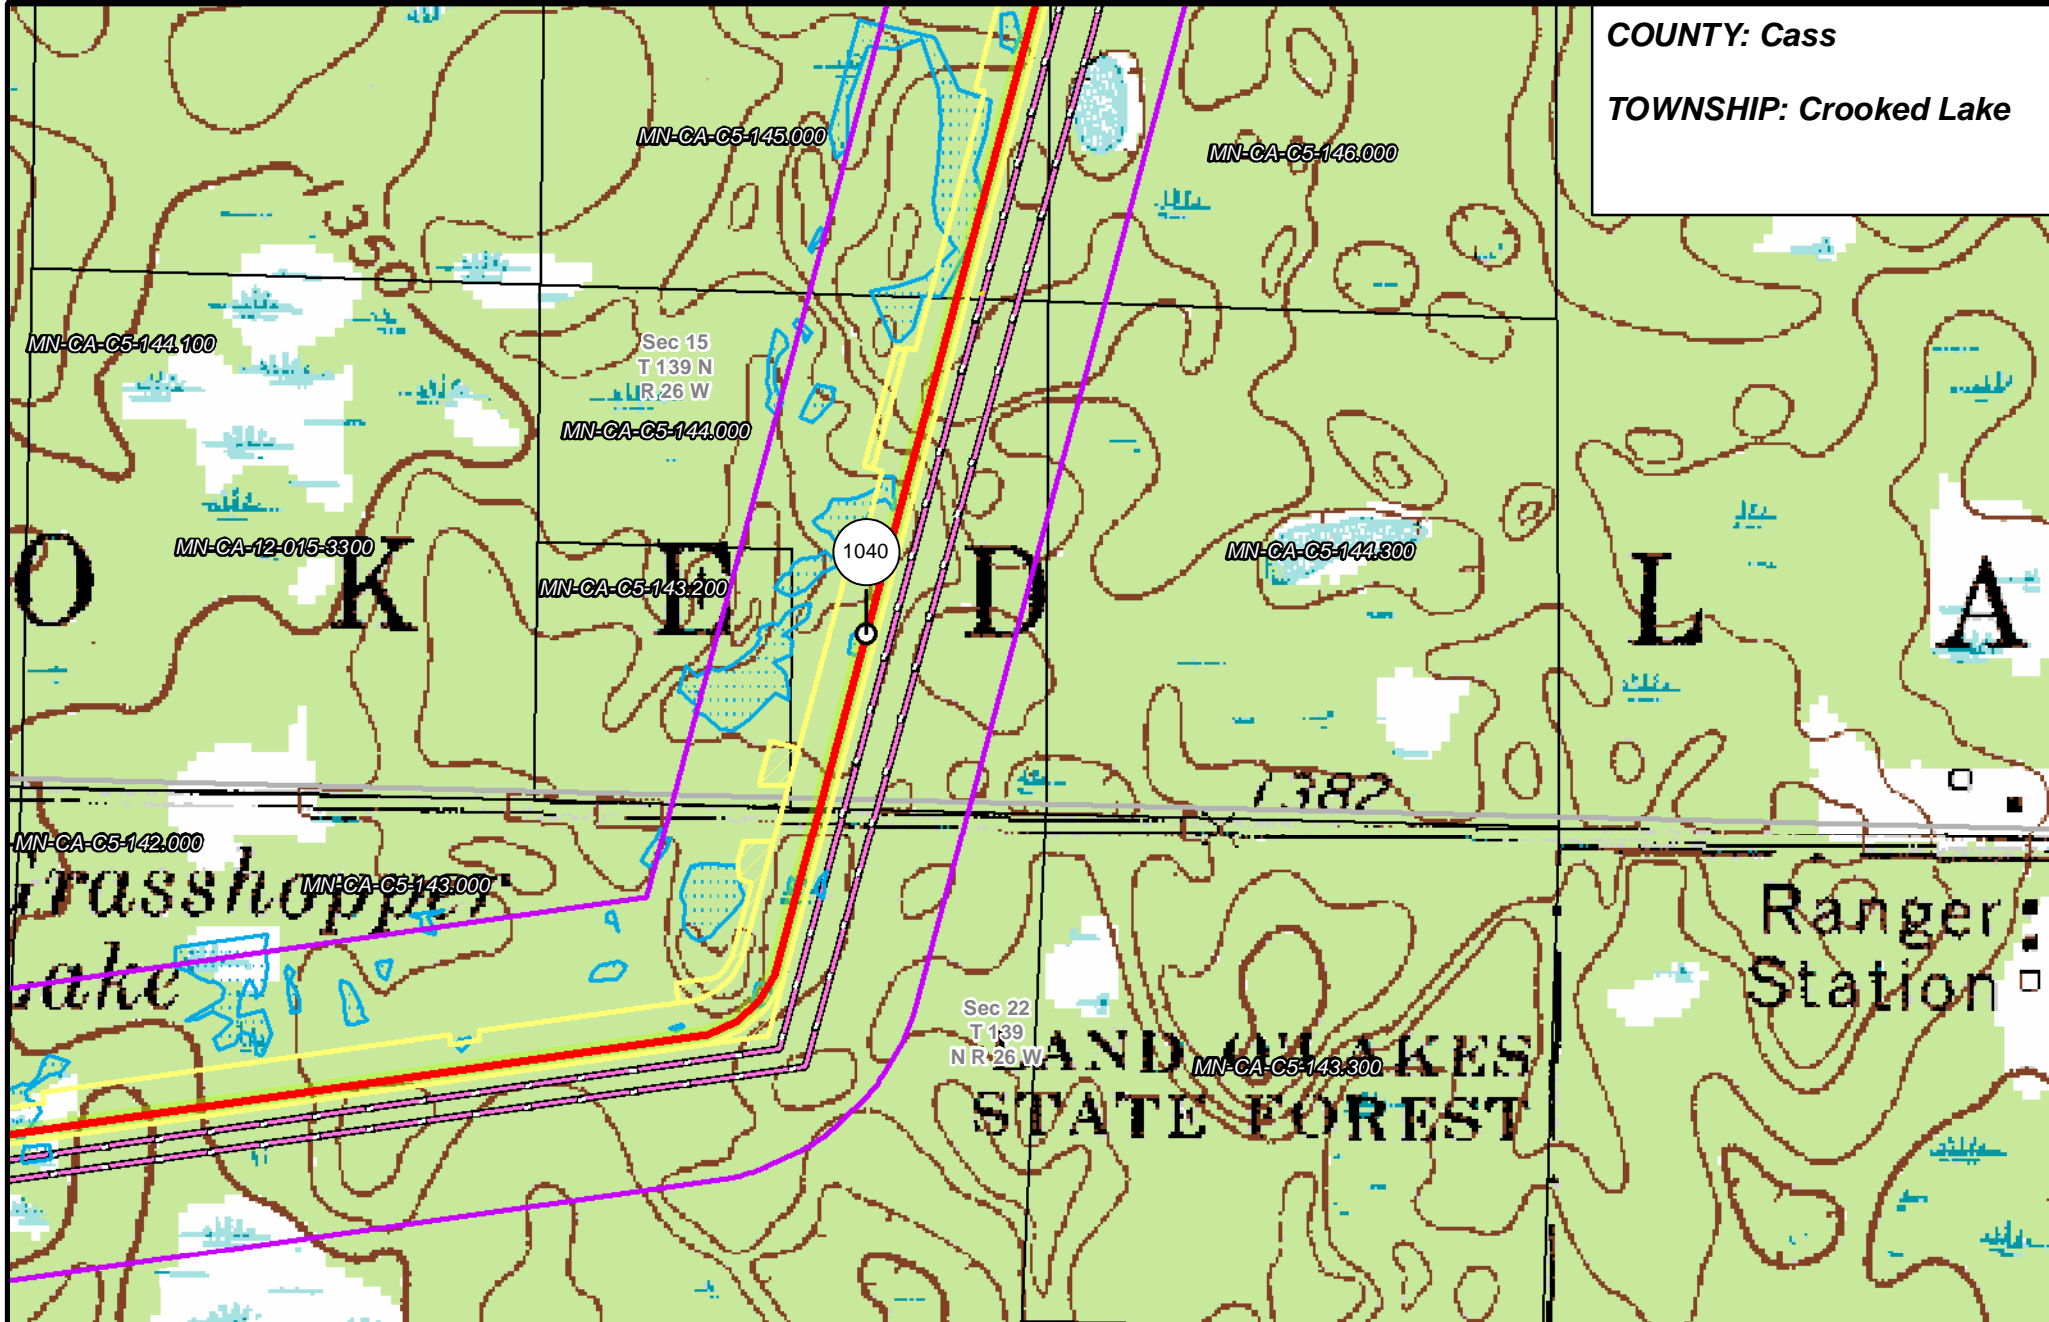 COUNTY: Cass
TOWNSHIP: Crooked Lake
MN-CA-C5-145.000
MN-CA-C5-146.000
1350
MN-CA-C5-144.100
Sec 15
T 139 N
R 26 W
MN-CA-C5-144.000
MN-CA-12-015-3300
1040
MN-CA-C5-144.300
MN-CA-C5-143.200
O K E D L A
1382
MN-CA-C5-142.000
MN-CA-C5-143.000
Grasshopper
Lake
Ranger
Station
Sec 22
T 139
N R 26 W
LAND O'LAKES
MN-CA-C5-143.300
STATE FOREST